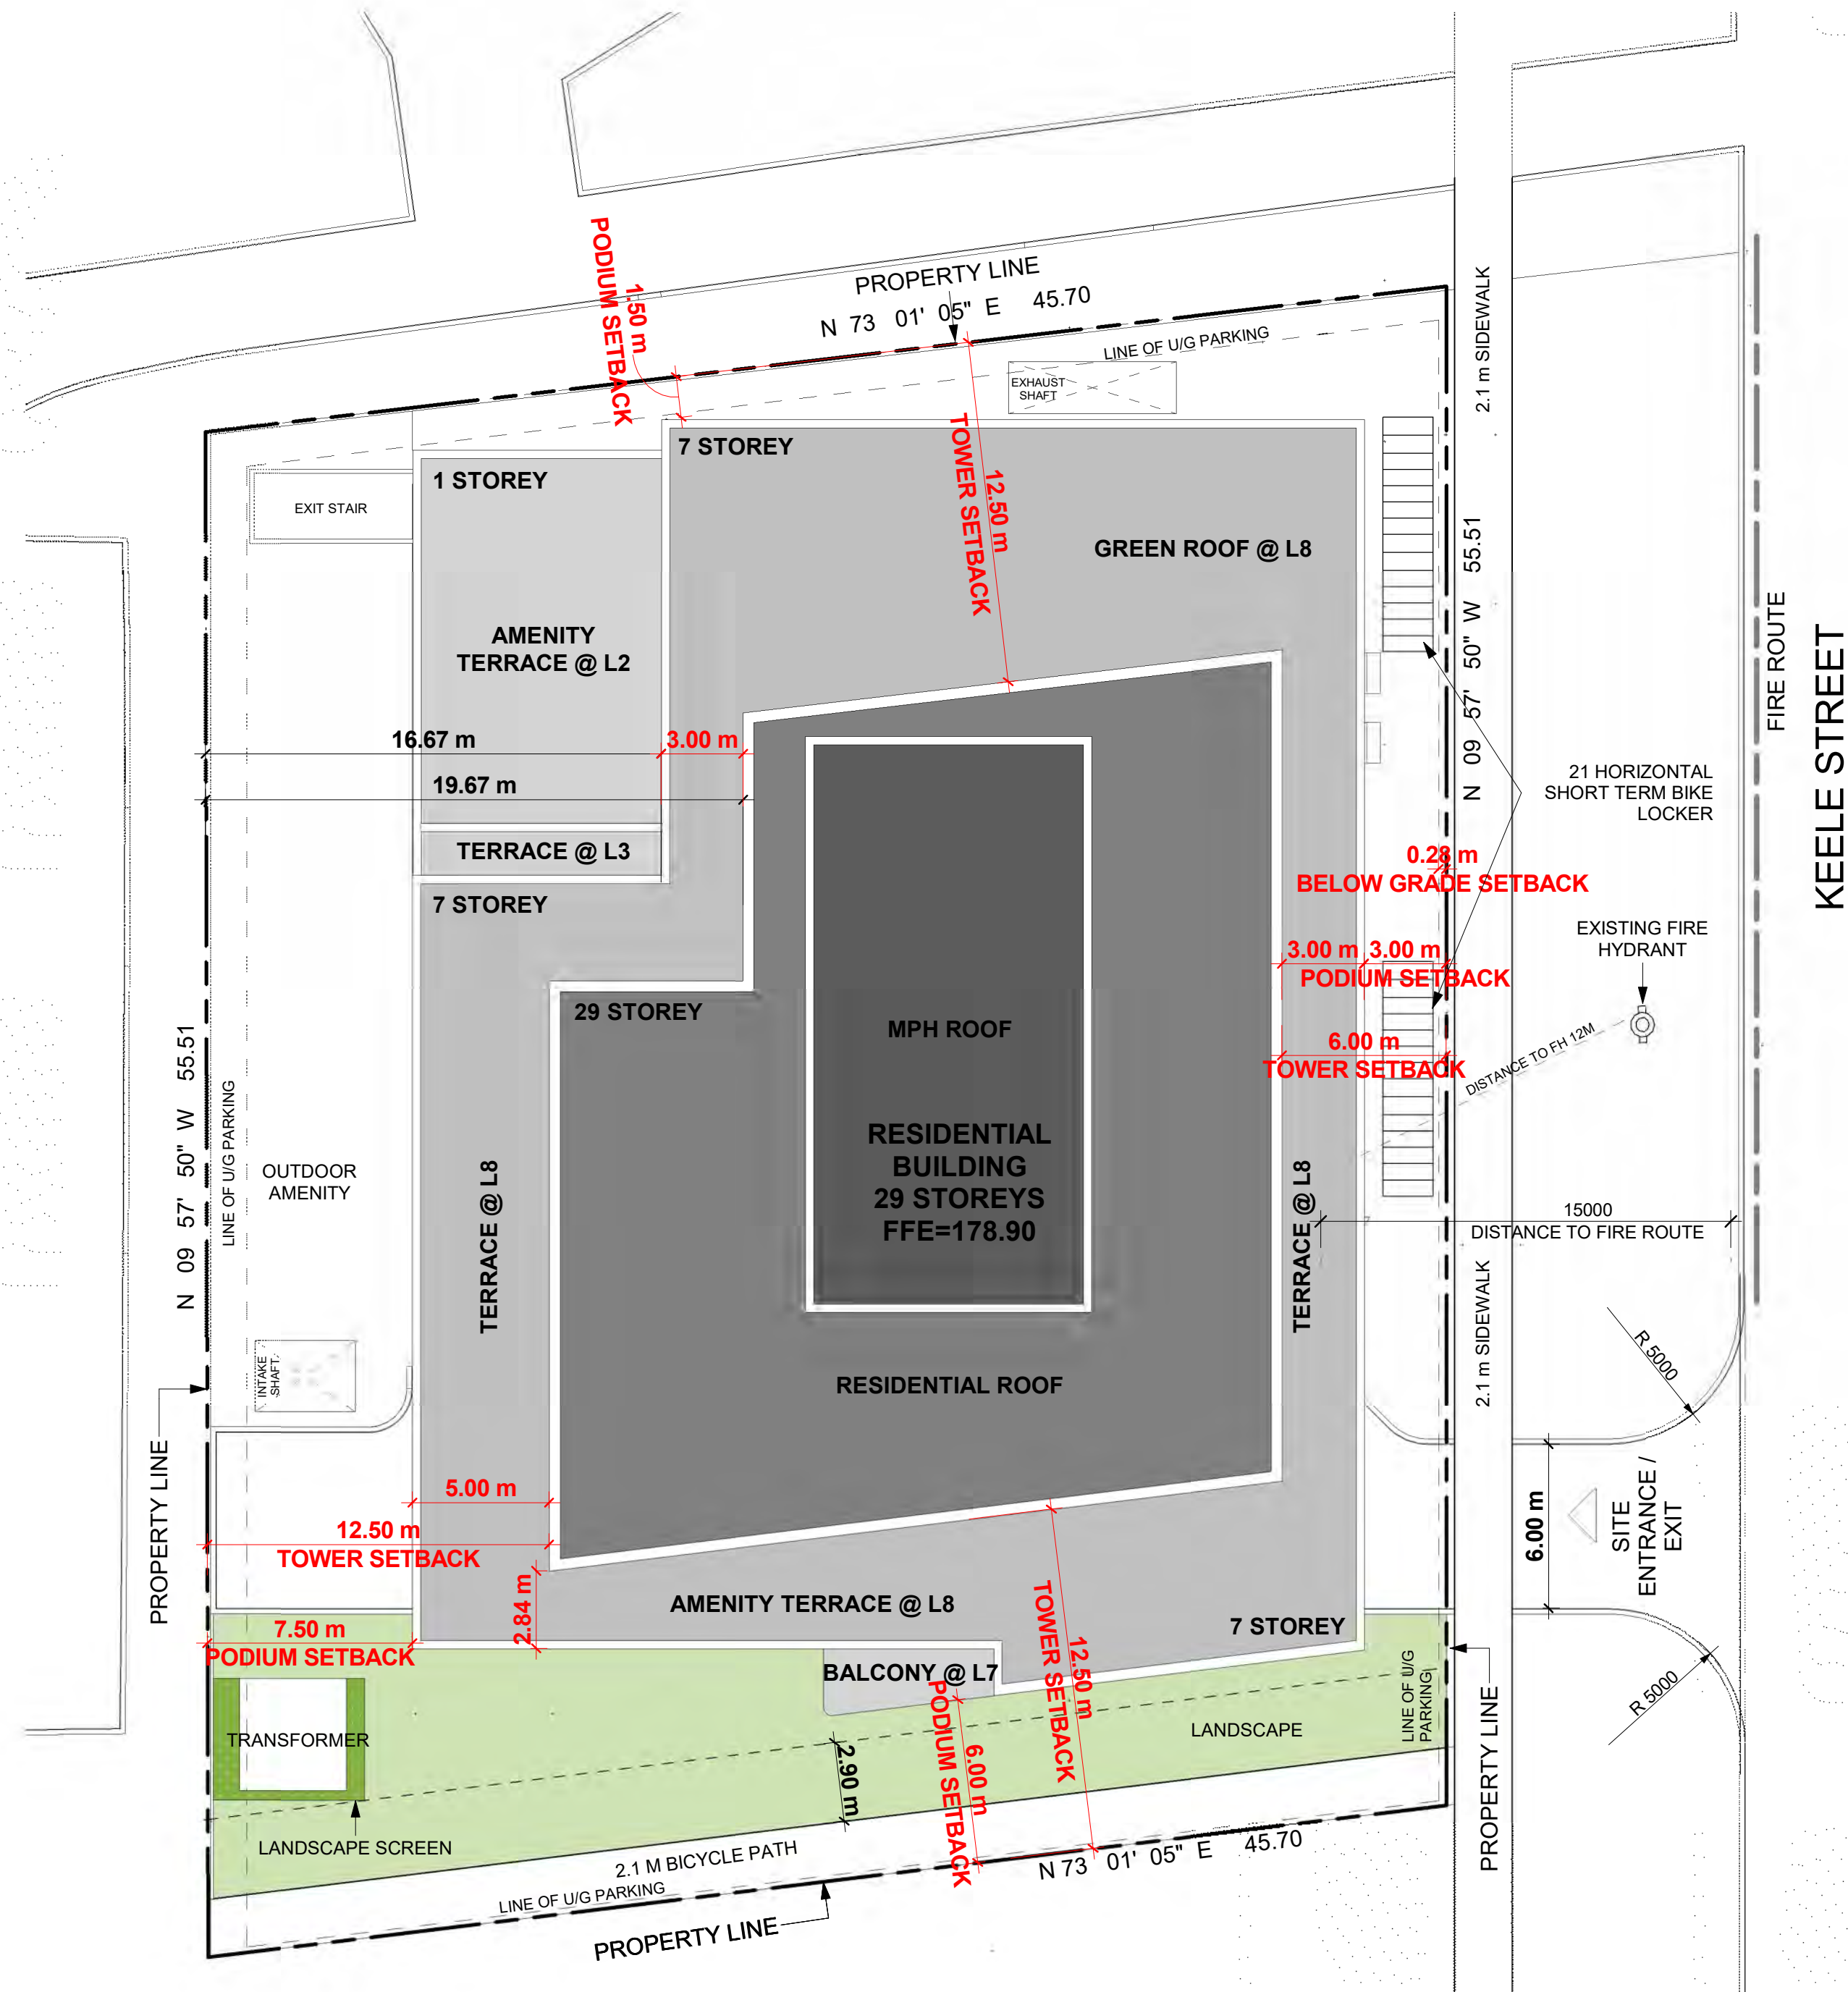 PROPERTY LINE
N 73 01' 05" E 45.70
LINE OF U/G PARKING
PODIUM SETBACK
1.50 m
EXHAUST
SHAFT
2.1 m SIDEWALK
7 STOREY
1 STOREY
EXIT STAIR
TOWER SETBACK
12.50 m
GREEN ROOF @ L8
N 09 57' 50" W 55.51
FIRE ROUTE
KEELE STREET
AMENITY
TERRACE @ L2
16.67 m
3.00 m
19.67 m
21 HORIZONTAL
SHORT TERM BIKE
LOCKER
TERRACE @ L3
0.28 m
BELOW GRADE SETBACK
7 STOREY
EXISTING FIRE
HYDRANT
3.00 m
3.00 m
PODIUM SETBACK
29 STOREY
MPH ROOF
6.00 m
TOWER SETBACK
DISTANCE TO FH 12M
N 09 57' 50" W 55.51
LINE OF U/G PARKING
OUTDOOR
AMENITY
TERRACE @ L8
RESIDENTIAL
BUILDING
29 STOREYS
FFE=178.90
TERRACE @ L8
15000
DISTANCE TO FIRE ROUTE
2.1 m SIDEWALK
INTAKE
SHAFT
RESIDENTIAL ROOF
R 5000
PROPERTY LINE
5.00 m
12.50 m
TOWER SETBACK
6.00 m
SITE
ENTRANCE /
EXIT
2.84 m
AMENITY TERRACE @ L8
7 STOREY
7.50 m
PODIUM SETBACK
BALCONY @ L7
TOWER SETBACK
12.50 m
PODIUM SETBACK
6.00 m
LINE OF U/G
PARKING
R 5000
PROPERTY LINE
TRANSFORMER
LANDSCAPE
2.90 m
LANDSCAPE SCREEN
2.1 M BICYCLE PATH
LINE OF U/G PARKING
N 73 01' 05" E 45.70
PROPERTY LINE